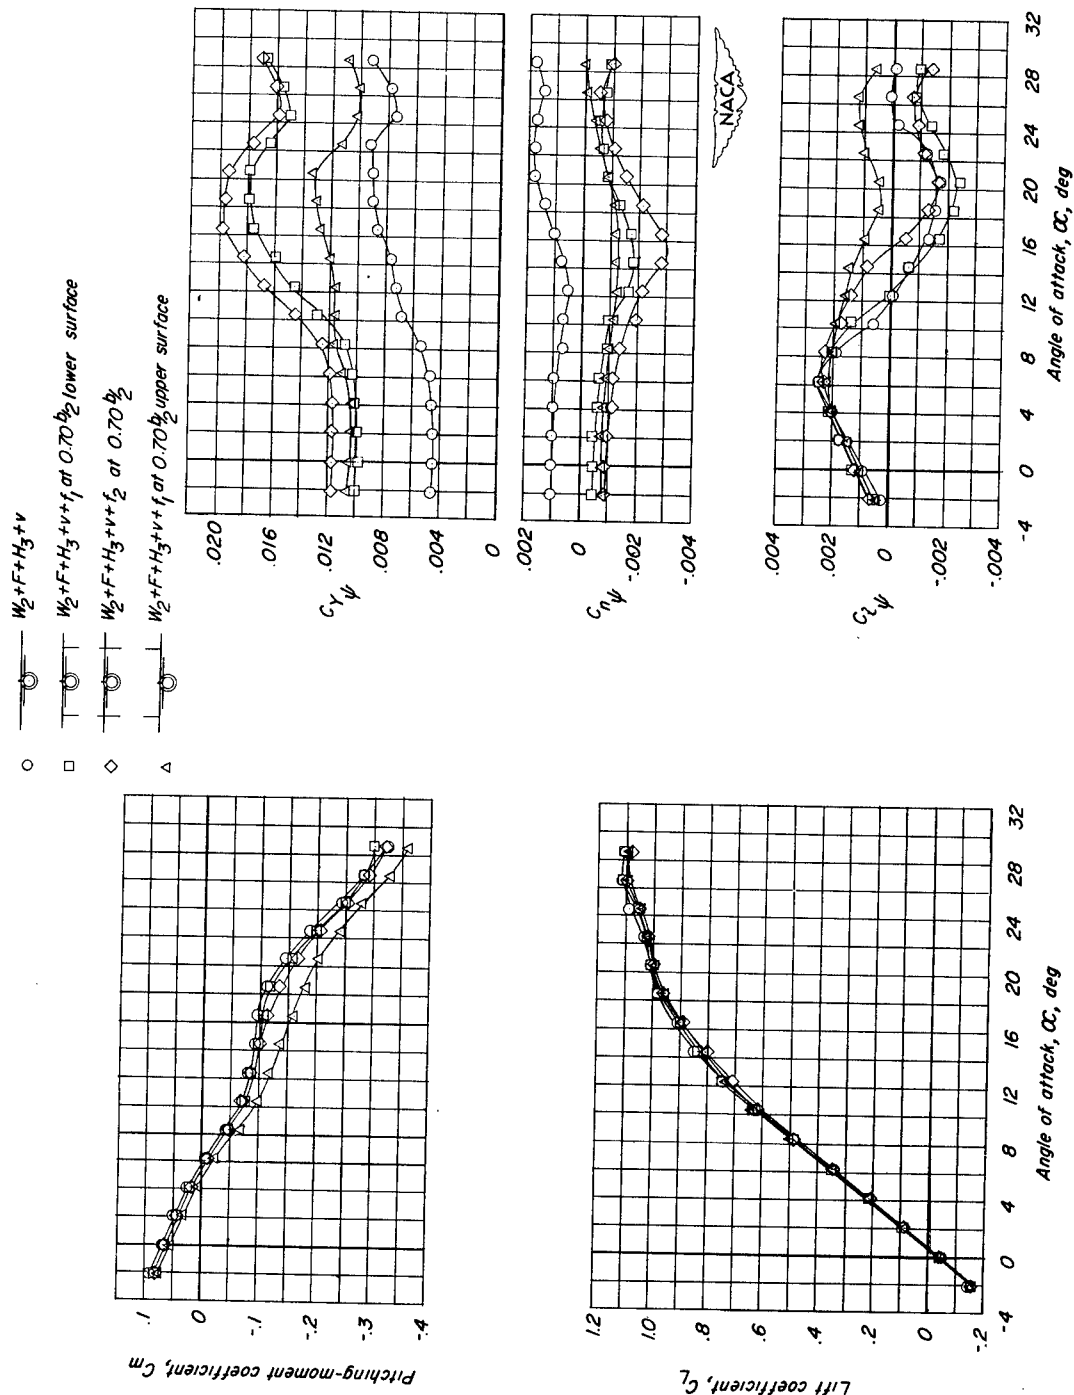 W₂+F+H₃+v
W₂+F+H₃+v+f₁ at 0.70 b/2 lower surface
W₂+F+H₃+v+f₂ at 0.70 b/2
W₂+F+H₃+v+f₁ at 0.70 b/2 upper surface
Pitching-moment coefficient, Cm
.1
0
-.1
-.2
-.3
-.4
Lift coefficient, CL
1.2
1.0
.8
.6
.4
.2
0
-.2
-4 0 4 8 12 16 20 24 28 32
Angle of attack, α, deg
CYψ
.020
.016
.012
.008
.004
0
Cnψ
.002
0
-.002
-.004
NACA
Clψ
.004
.002
0
-.002
-.004
-4 0 4 8 12 16 20 24 28 32
Angle of attack, α, deg